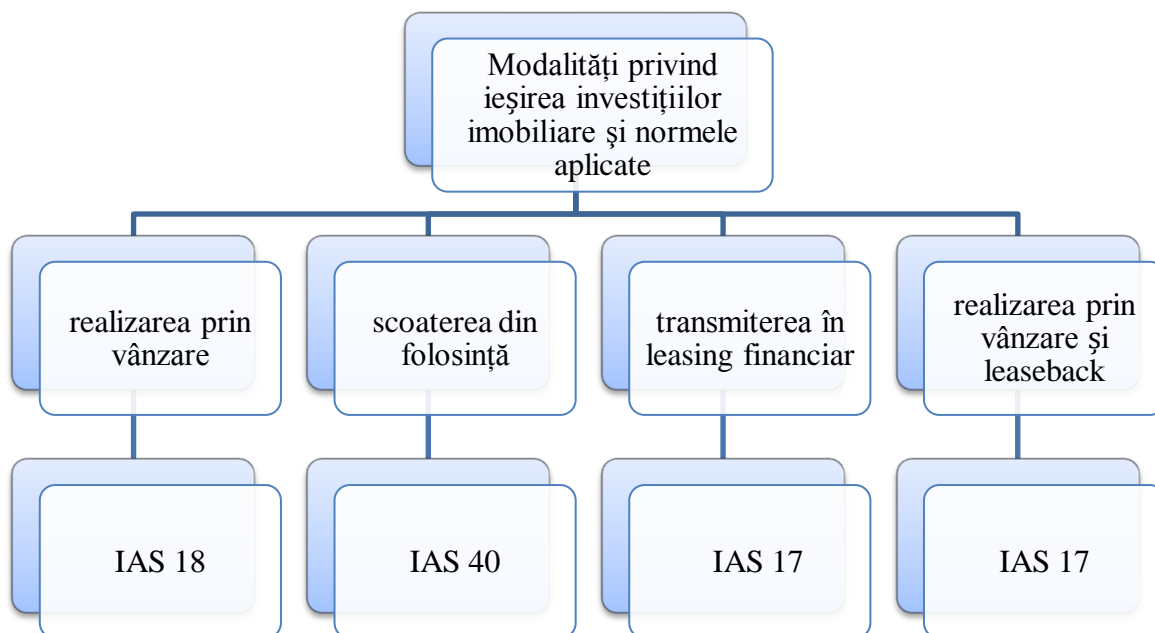 Modalități privind
ieşirea investițiilor
imobiliare şi normele
aplicate
realizarea prin
vânzare
scoaterea din
folosință
transmiterea în
leasing financiar
realizarea prin
vânzare şi
leaseback
IAS 18
IAS 40
IAS 17
IAS 17